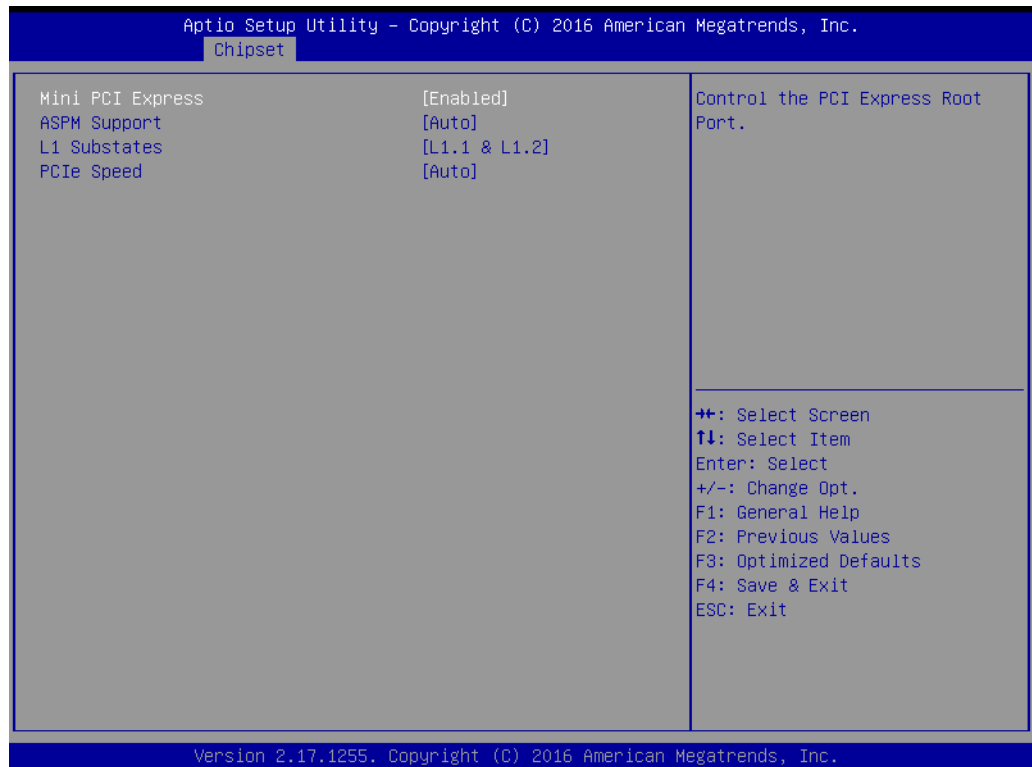 Aptio Setup Utility – Copyright (C) 2016 American Megatrends, Inc.
Chipset
Mini PCI Express [Enabled]
ASPM Support [Auto]
L1 Substates [L1.1 & L1.2]
PCIe Speed [Auto]
Control the PCI Express Root
Port.
→←: Select Screen
↑↓: Select Item
Enter: Select
+/-: Change Opt.
F1: General Help
F2: Previous Values
F3: Optimized Defaults
F4: Save & Exit
ESC: Exit
Version 2.17.1255. Copyright (C) 2016 American Megatrends, Inc.